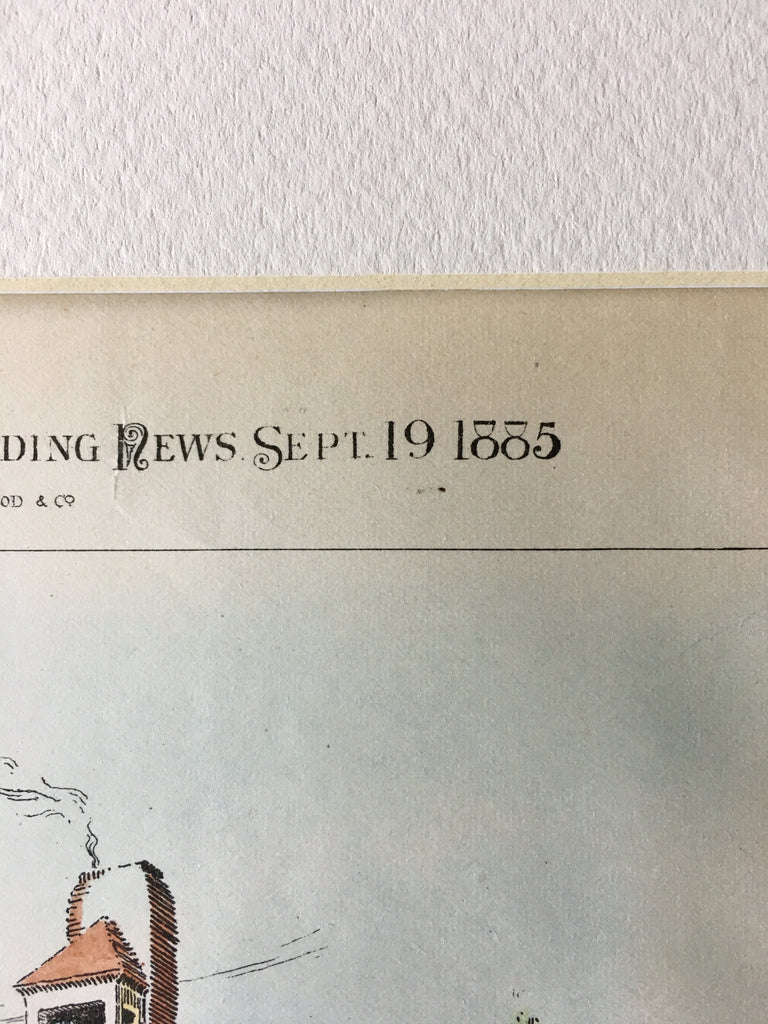 DING NEWS. SEPT. 19 1885
OD & CO